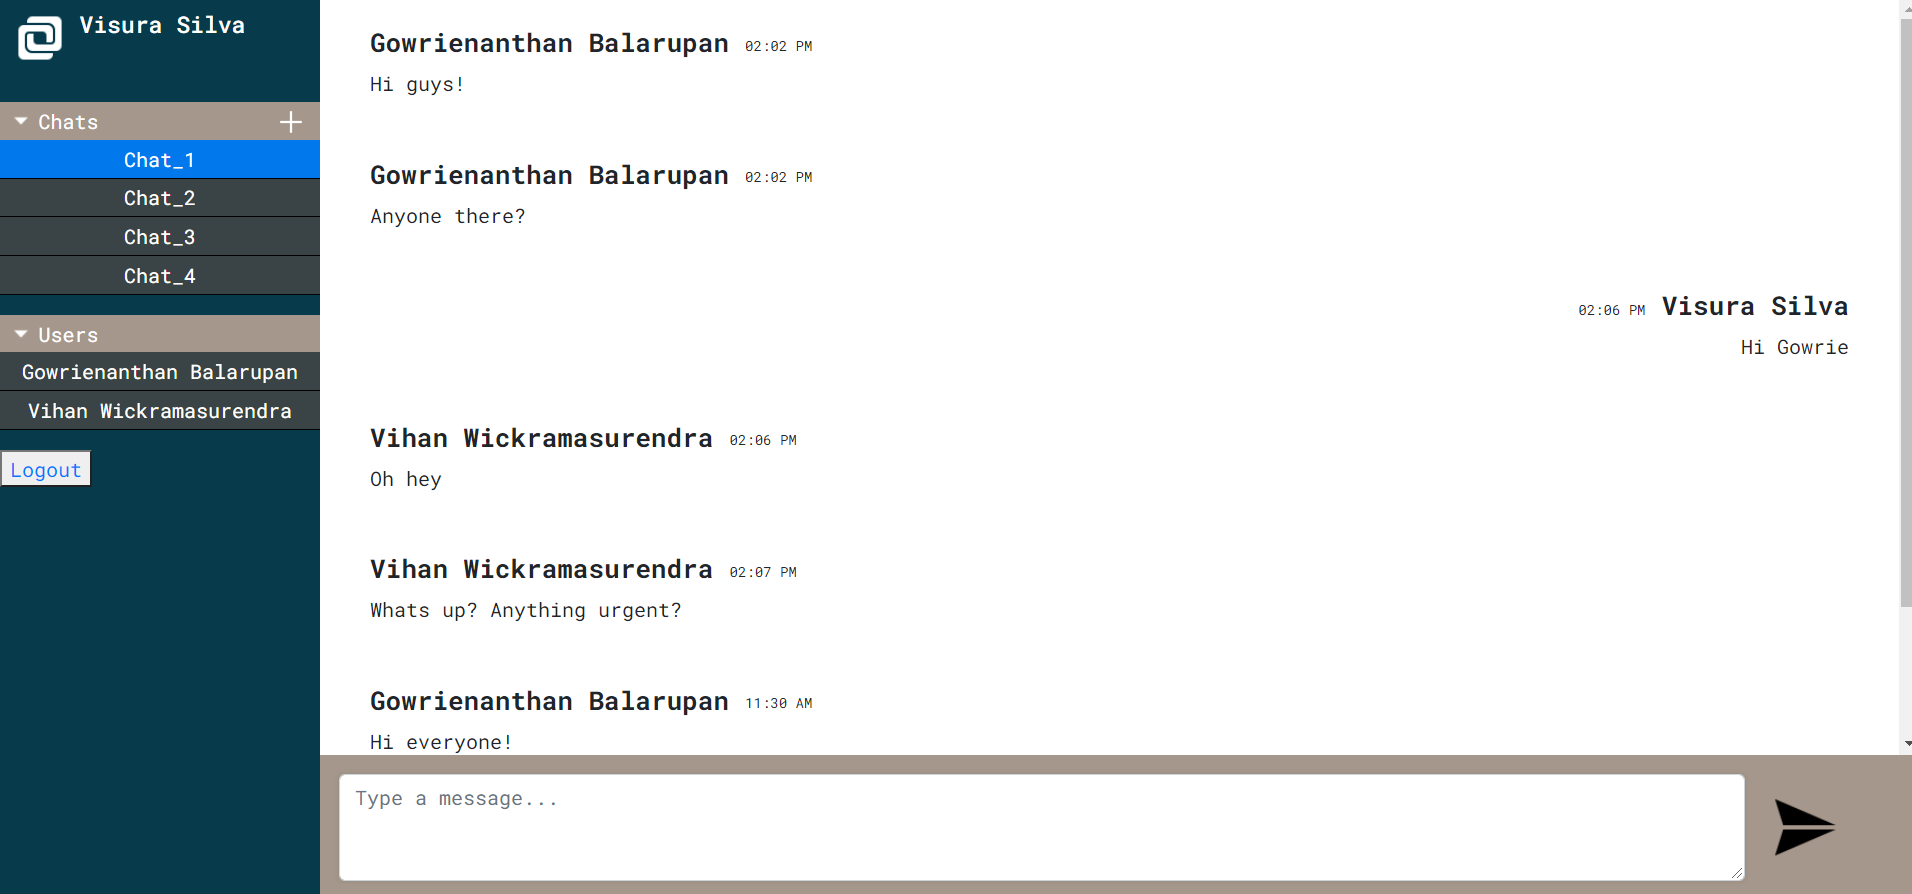 Visura Silva
Chats
Chat_1
Chat_2
Chat_3
Chat_4
Users
Gowrienanthan Balarupan
Vihan Wickramasurendra
Logout
Gowrienanthan Balarupan 02:02 PM
Hi guys!
Gowrienanthan Balarupan 02:02 PM
Anyone there?
02:06 PM Visura Silva
Hi Gowrie
Vihan Wickramasurendra 02:06 PM
Oh hey
Vihan Wickramasurendra 02:07 PM
Whats up? Anything urgent?
Gowrienanthan Balarupan 11:30 AM
Hi everyone!
Type a message...